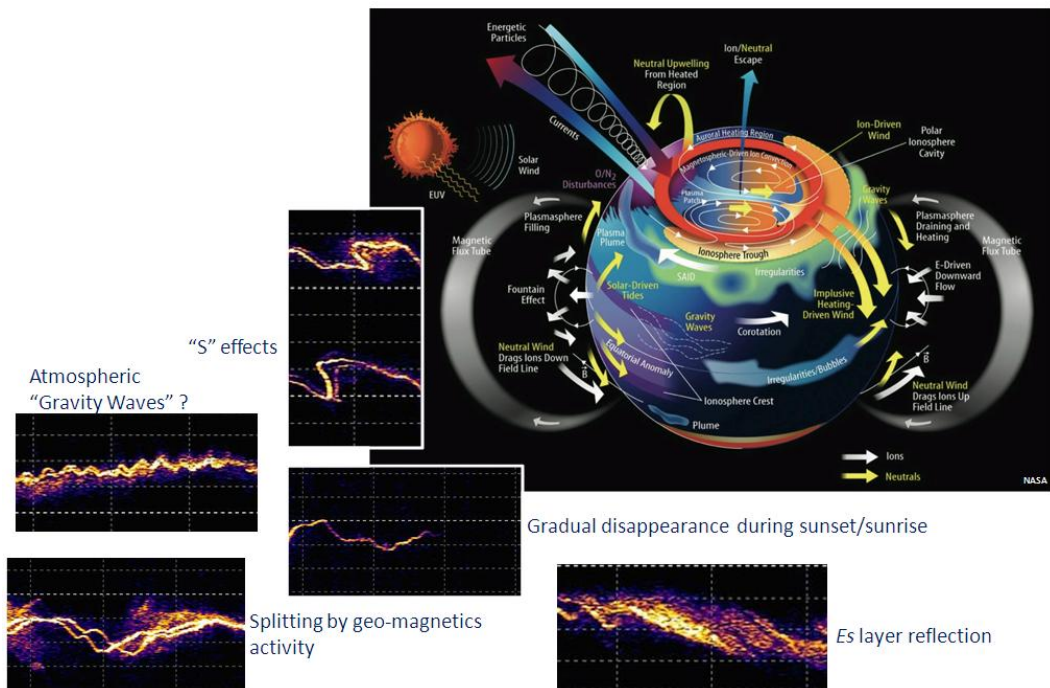 Energetic
Particles
Currents
Neutral Upwelling
From Heated
Region
Ion/Neutral
Escape
Ion-Driven
Wind
Polar
Ionosphere
Cavity
Auroral Heating Region
Magnetospheric-Driven Ion Convection
Solar
Wind
EUV
O/N2
Disturbances
Plasma
Patch
Gravity
Waves
Plasmasphere
Filling
Plasma
Plume
Ionosphere Trough
Plasmasphere
Draining and
Heating
Magnetic
Flux Tube
Magnetic
Flux Tube
SAID
Irregularities
E-Driven
Downward
Flow
Fountain
Effect
Solar-Driven
Tides
Implusive
Heating-
Driven Wind
Gravity
Waves
Corotation
Neutral Wind
Drags Ions Down
Field Line
B
Equatorial Anomaly
Irregularities/Bubbles
B
Neutral Wind
Drags Ions Up
Field Line
Ionosphere Crest
Plume
Ions
Neutrals
NASA
"S" effects
Atmospheric
"Gravity Waves" ?
Gradual disappearance during sunset/sunrise
Splitting by geo-magnetics
activity
Es layer reflection